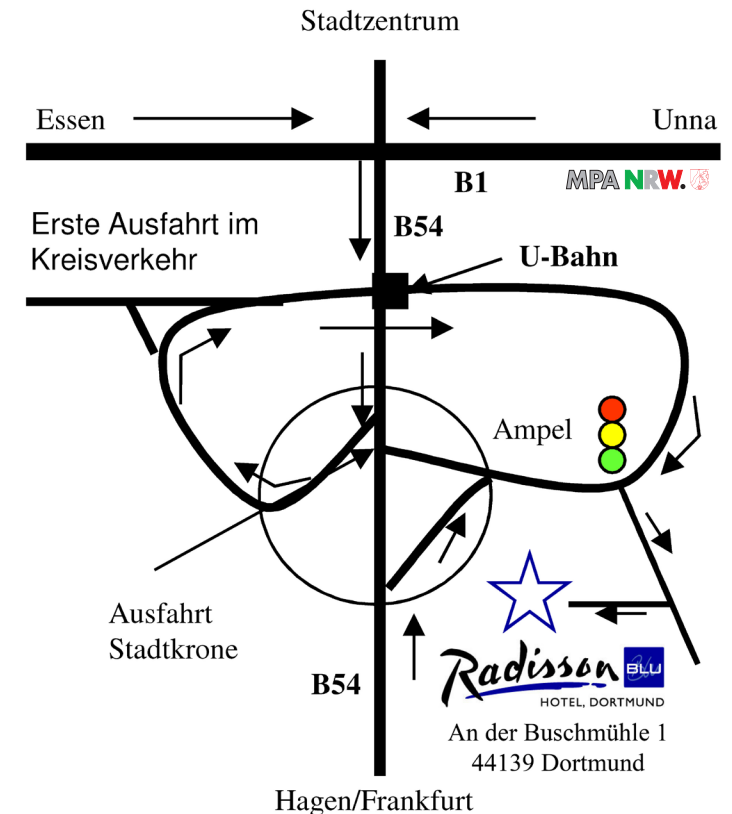 Stadtzentrum
Essen
Unna
B1
MPA NRW.
Erste Ausfahrt im
Kreisverkehr
B54
U-Bahn
Ampel
Ausfahrt
Stadtkrone
B54
Radisson BLU
HOTEL, DORTMUND
An der Buschmühle 1
44139 Dortmund
Hagen/Frankfurt